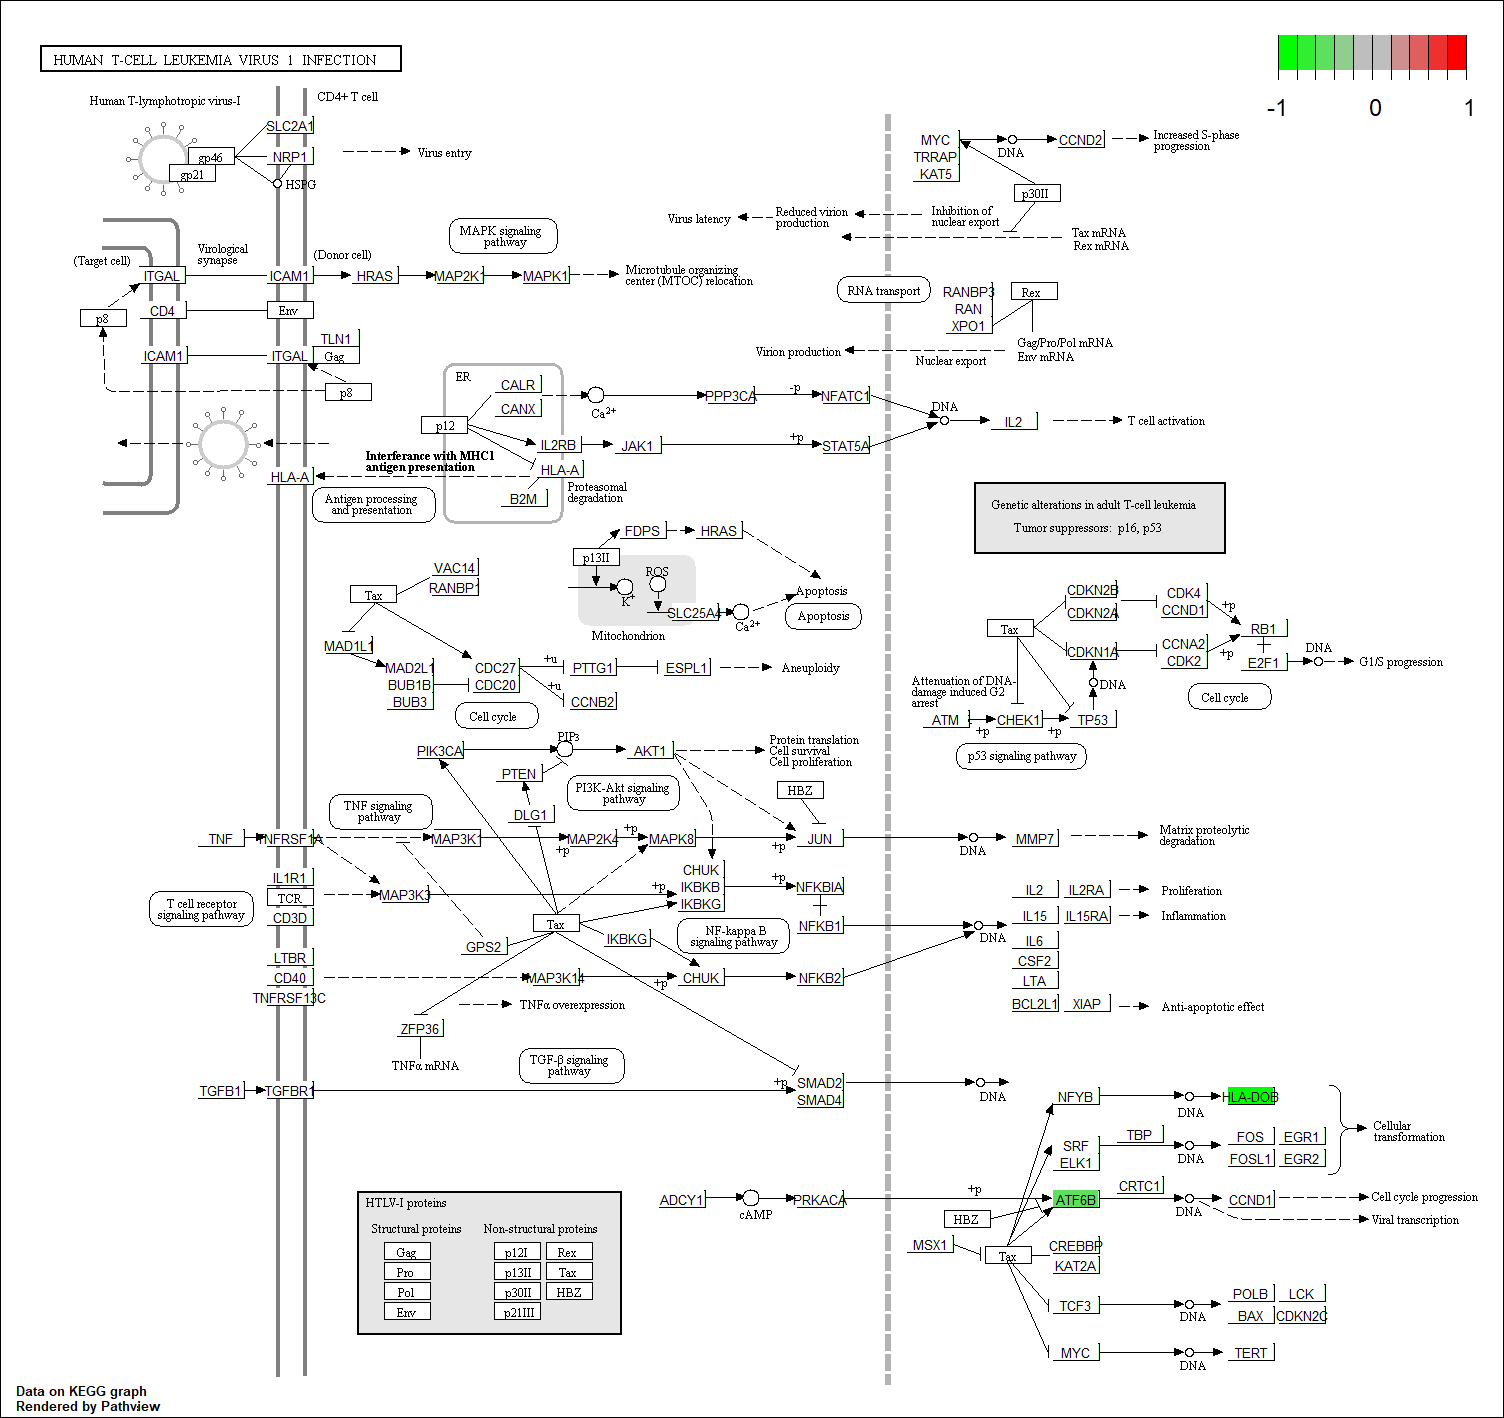 HUMAN T-CELL LEUKEMIA VIRUS 1 INFECTION
-1 0 1
Human T-lymphotropic virus-I
CD4+ T cell
SLC2A1
gp46
NRP1
gp21
HSPG
Virus entry
MYC
TRRAP
KAT5
DNA
CCND2
Increased S-phase
progression
p30II
Virus latency
Reduced virion
production
Inhibition of
nuclear export
Tax mRNA
Rex mRNA
MAPK signaling
pathway
(Target cell)
Virological
synapse
(Donor cell)
ITGAL
ICAM1
HRAS
MAP2K1
MAPK1
Microtubule organizing
center (MTOC) relocation
RNA transport
RANBP3
RAN
XPO1
Rex
p8
CD4
Env
TLN1
Gag
ICAM1
ITGAL
p8
Virion production
Nuclear export
Gag/Pro/Pol mRNA
Env mRNA
ER
CALR
CANX
Ca2+
PPP3CA
-p
NFATC1
DNA
IL2
T cell activation
p12
IL2RB
JAK1
+p
STAT5A
Interferance with MHC1
antigen presentation
HLA-A
HLA-A
B2M
Proteasomal
degradation
Antigen processing
and presentation
Genetic alterations in adult T-cell leukemia
Tumor suppressors: p16, p53
FDPS
HRAS
p13II
K+
ROS
SLC25A4
Ca2+
Mitochondrion
Apoptosis
Apoptosis
VAC14
RANBP1
Tax
MAD1L1
MAD2L1
BUB1B
BUB3
CDC27
CDC20
+u
+u
PTTG1
ESPL1
Aneuploidy
CCNB2
Cell cycle
CDKN2B
CDKN2A
CDK4
CCND1
+p
Tax
CDKN1A
CCNA2
CDK2
+p
RB1
E2F1
DNA
G1/S progression
Attenuation of DNA-
damage induced G2
arrest
DNA
Cell cycle
ATM
+p
CHEK1
+p
TP53
p53 signaling pathway
PIK3CA
PIP3
AKT1
Protein translation
Cell survival
Cell proliferation
PTEN
PI3K-Akt signaling
pathway
HBZ
TNF signaling
pathway
DLG1
TNF
TNFRSF1A
MAP3K1
+p
MAP2K4
+p
MAPK8
+p
JUN
DNA
MMP7
Matrix proteolytic
degradation
IL1R1
TCR
CD3D
T cell receptor
signaling pathway
MAP3K3
+p
CHUK
IKBKB
IKBKG
+p
NFKBIA
NFKB1
IL2
IL2RA
Proliferation
IL15
IL15RA
Inflammation
DNA
IL6
CSF2
LTA
BCL2L1
XIAP
Anti-apoptotic effect
Tax
GPS2
IKBKG
NF-kappa B
signaling pathway
LTBR
CD40
TNFRSF13C
MAP3K14
+p
CHUK
NFKB2
TNFα overexpression
ZFP36
TNFα mRNA
TGF-β signaling
pathway
TGFB1
TGFBR1
+p
SMAD2
SMAD4
DNA
NFYB
DNA
HLA-DOB
Cellular
transformation
SRF
ELK1
TBP
DNA
FOS
EGR1
FOSL1
EGR2
ADCY1
cAMP
PRKACA
+p
ATF6B
CRTC1
DNA
CCND1
Cell cycle progression
Viral transcription
HBZ
MSX1
Tax
CREBBP
KAT2A
TCF3
DNA
POLB
LCK
BAX
CDKN2C
MYC
DNA
TERT
HTLV-I proteins
Structural proteins
Non-structural proteins
Gag
p12I
Rex
Pro
p13II
Tax
Pol
p30II
HBZ
Env
p21III
Data on KEGG graph
Rendered by Pathview